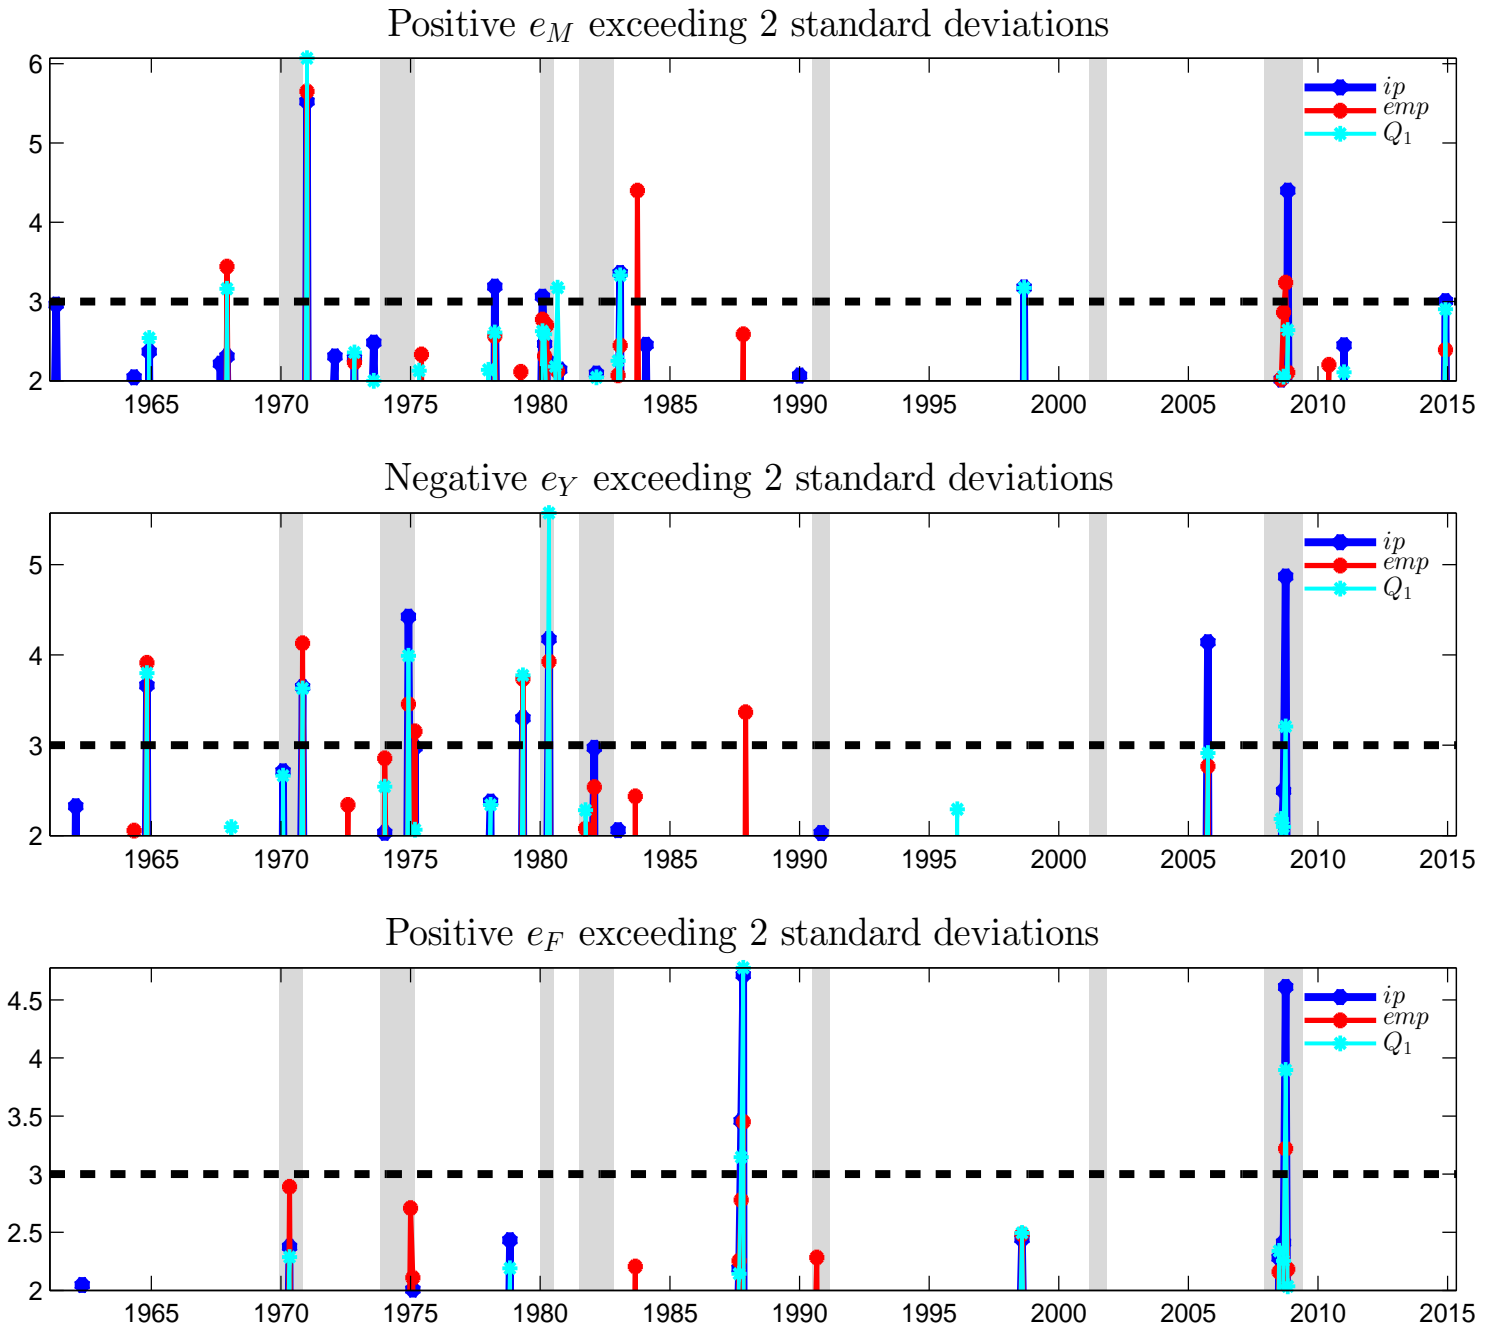 Positive e_M exceeding 2 standard deviations
6
5
4
3
2
ip
emp
Q_1
1965 1970 1975 1980 1985 1990 1995 2000 2005 2010 2015
Negative e_Y exceeding 2 standard deviations
5
4
3
2
ip
emp
Q_1
1965 1970 1975 1980 1985 1990 1995 2000 2005 2010 2015
Positive e_F exceeding 2 standard deviations
4.5
4
3.5
3
2.5
2
ip
emp
Q_1
1965 1970 1975 1980 1985 1990 1995 2000 2005 2010 2015